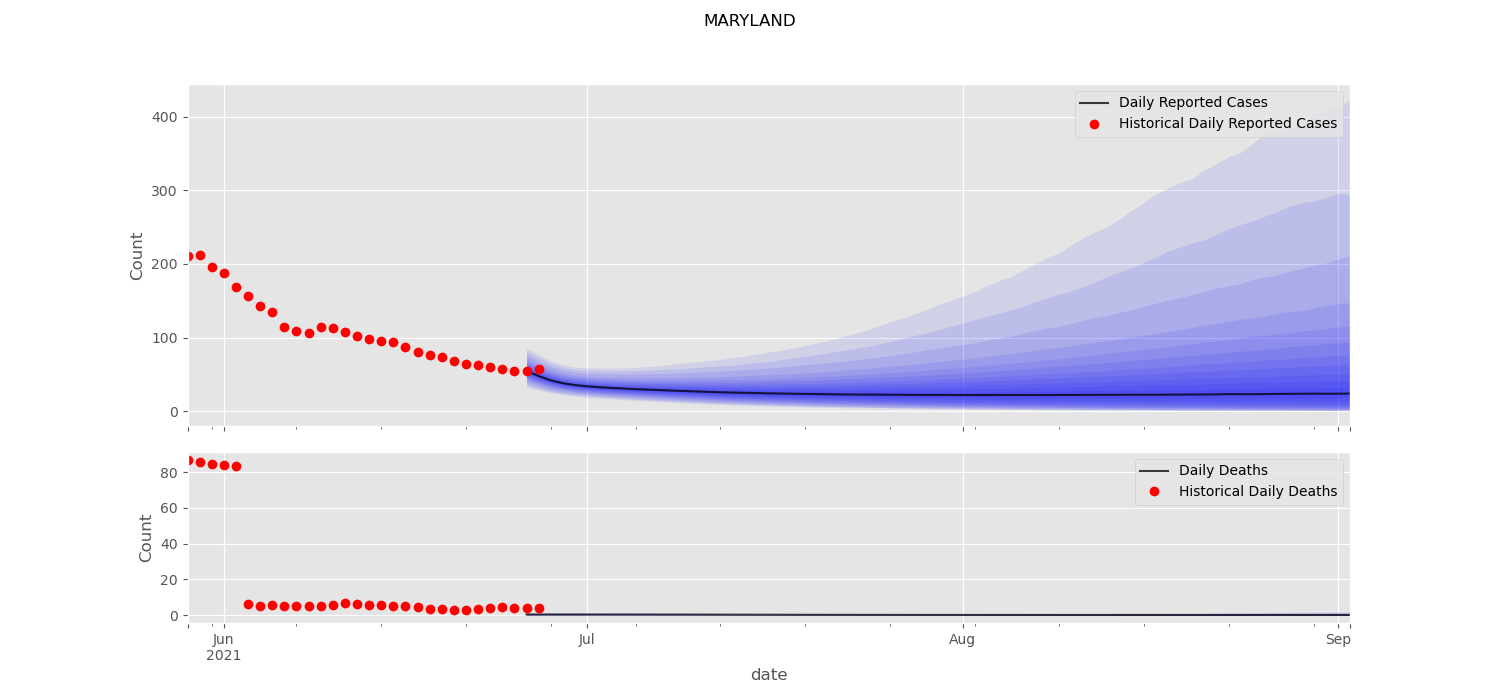 MARYLAND
Daily Reported Cases
Historical Daily Reported Cases
400
300
200
100
0
Count
Daily Deaths
Historical Daily Deaths
80
60
40
20
0
Count
Jun Jul Aug Sep
2021
date